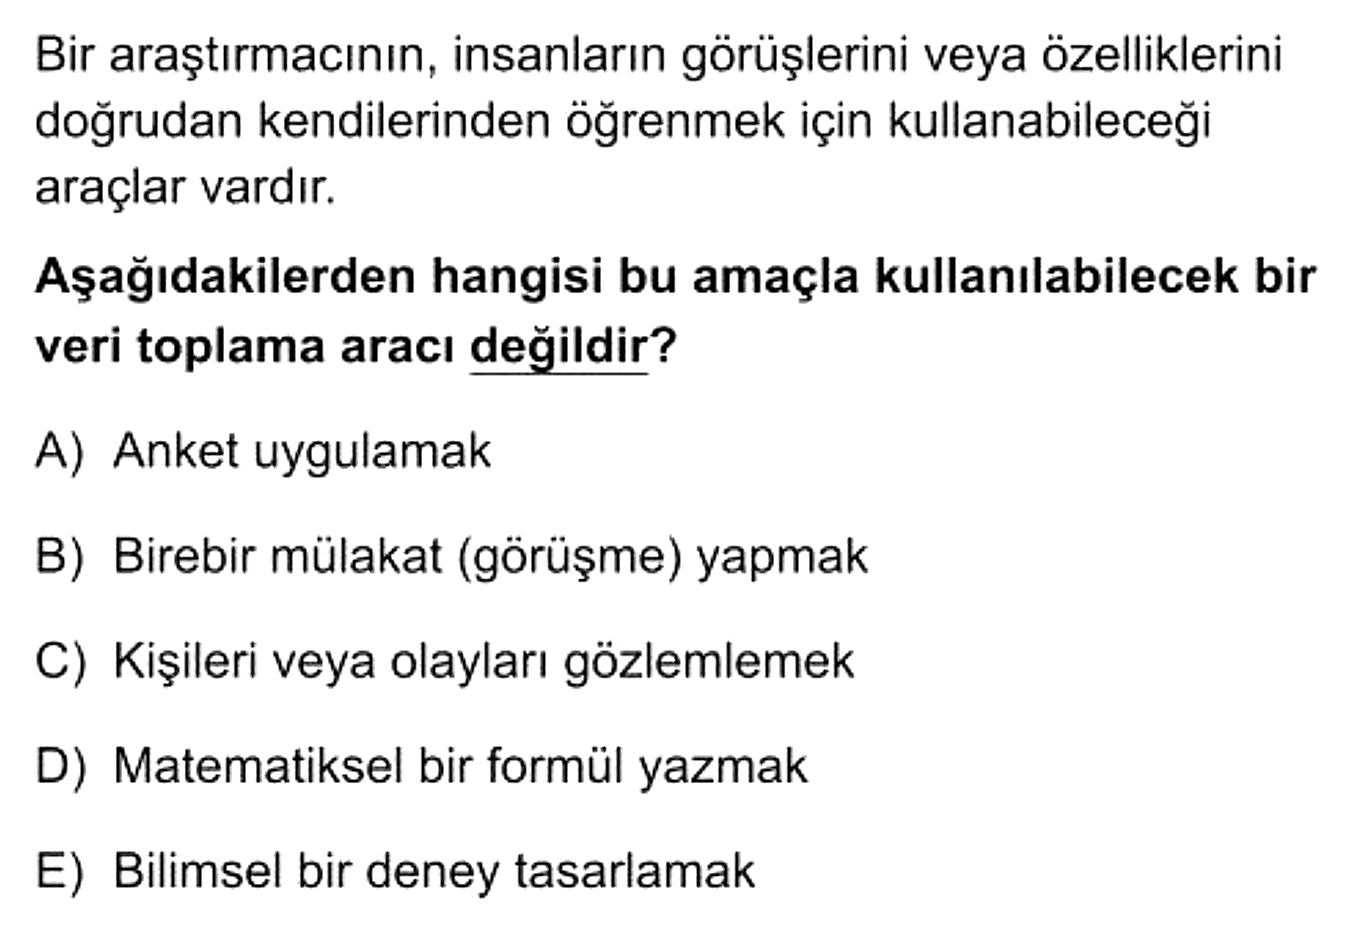 Bir araştırmacının, insanların görüşlerini veya özelliklerini
doğrudan kendilerinden öğrenmek için kullanabileceği
araçlar vardır.
Aşağıdakilerden hangisi bu amaçla kullanılabilecek bir
veri toplama aracı değildir?
A) Anket uygulamak
B) Birebir mülakat (görüşme) yapmak
C) Kişileri veya olayları gözlemlemek
D) Matematiksel bir formül yazmak
E) Bilimsel bir deney tasarlamak